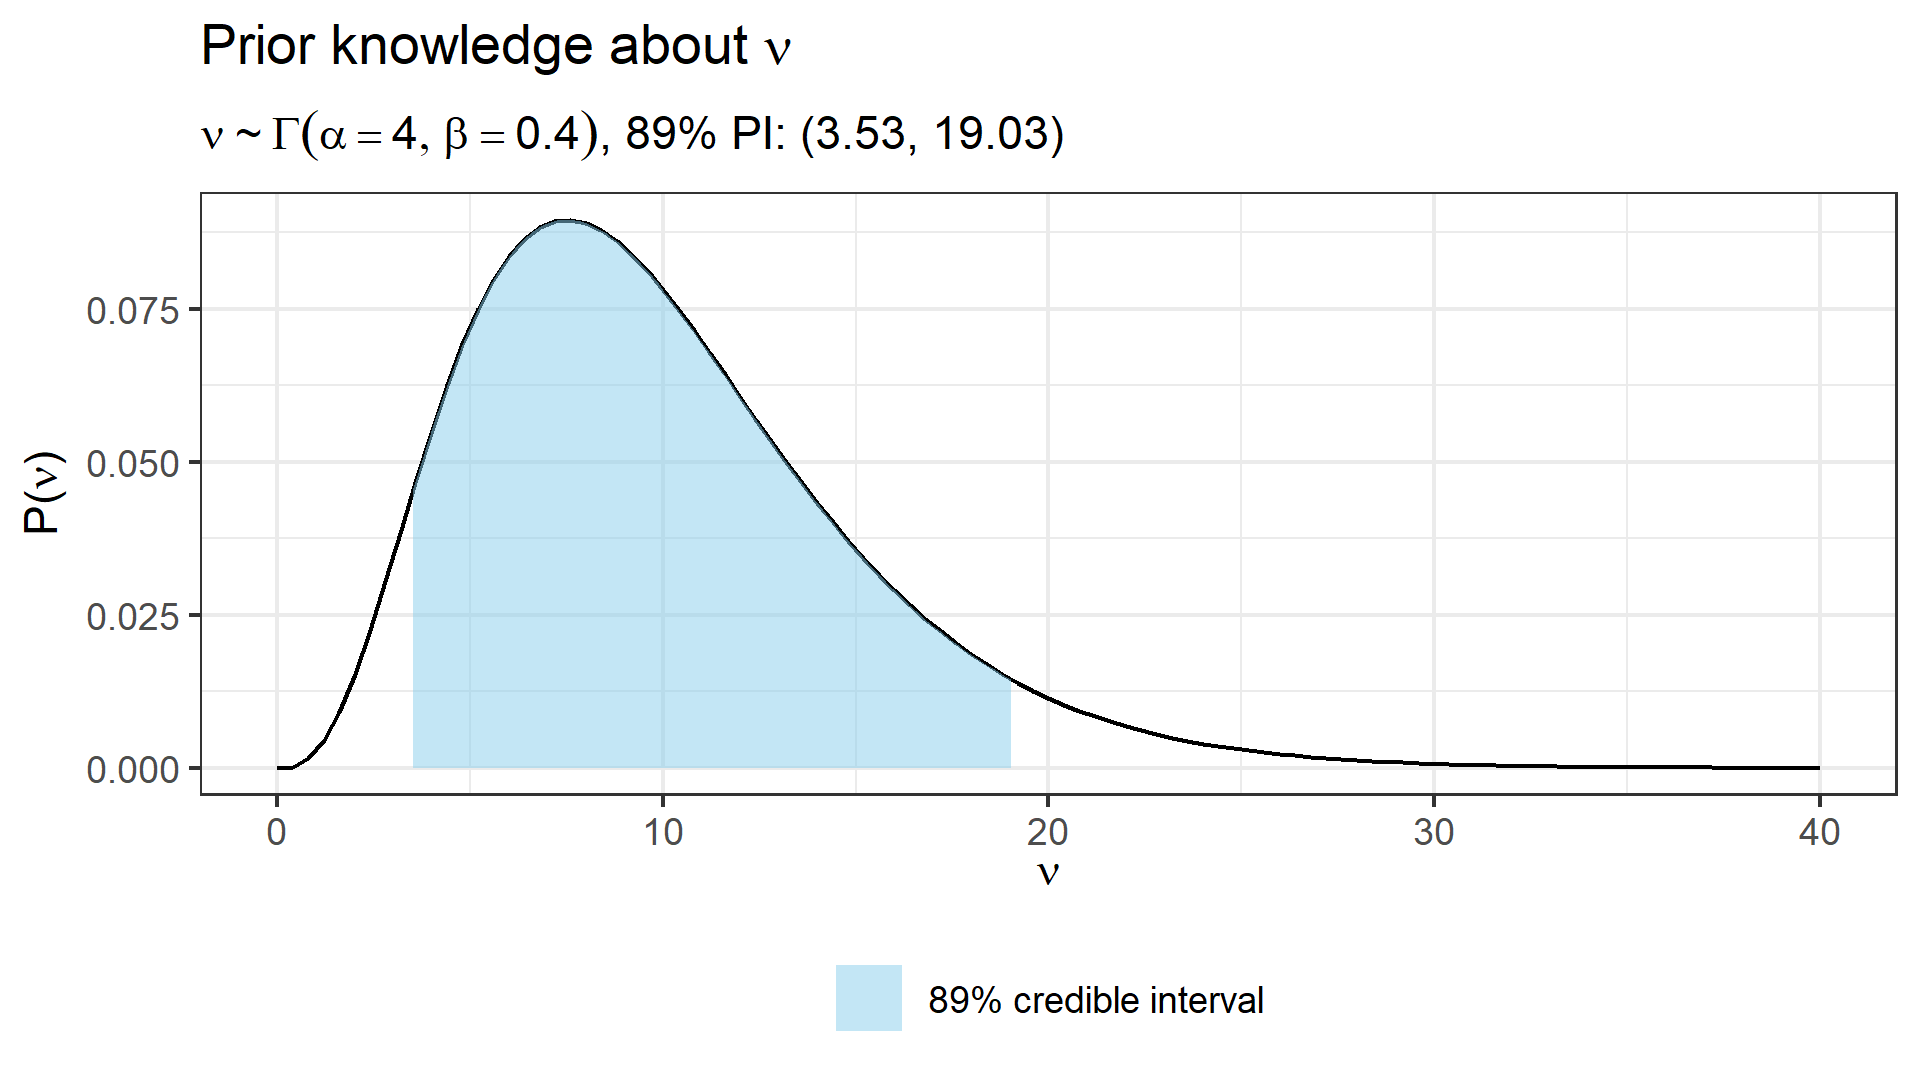 Prior knowledge about ν
ν ~ Γ(α = 4, β = 0.4), 89% PI: (3.53, 19.03)
P(ν)
0.075
0.050
0.025
0.000
0 10 20 30 40
ν
89% credible interval